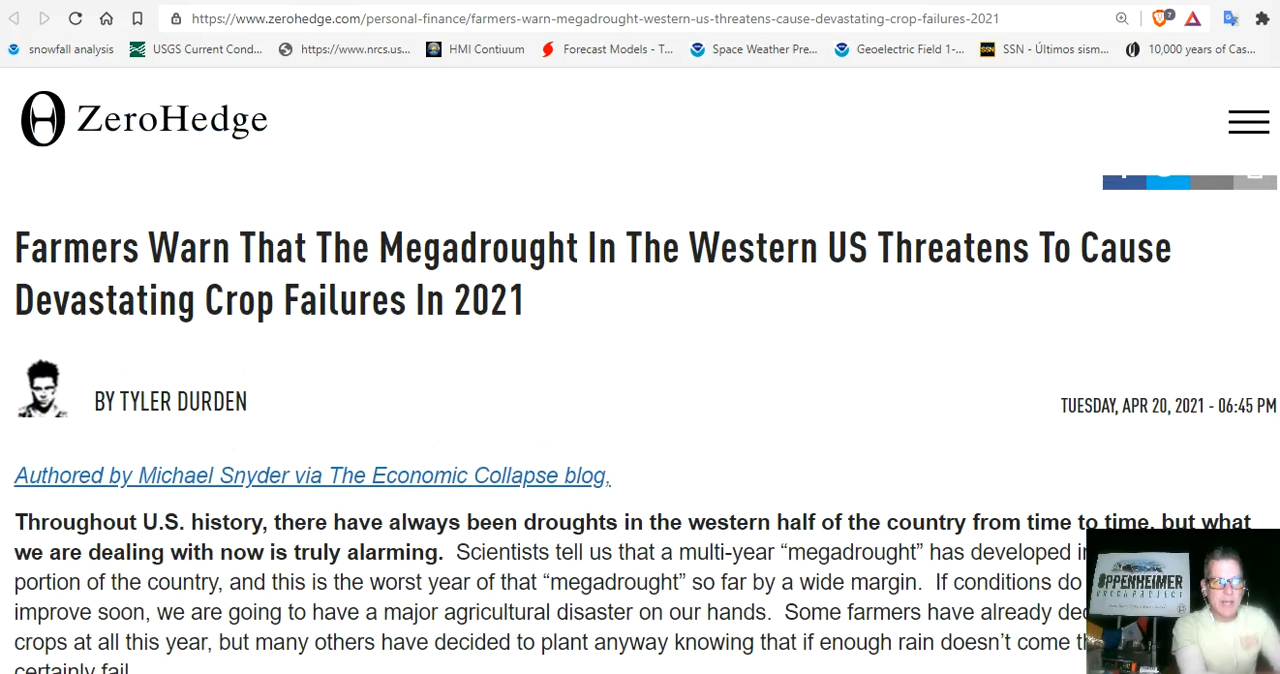 https://www.zerohedge.com/personal-finance/farmers-warn-megadrought-western-us-threatens-cause-devastating-crop-failures-2021
snowfall analysis USGS Current Cond... https://www.nrcs.us... HMI Contiuum Forecast Models - T... Space Weather Pre... Geoelectric Field 1-... SSN SSN - Últimos sism... 10,000 years of Cas...
ZeroHedge
Farmers Warn That The Megadrought In The Western US Threatens To Cause
Devastating Crop Failures In 2021
BY TYLER DURDEN
TUESDAY, APR 20, 2021 - 06:45 PM
Authored by Michael Snyder via The Economic Collapse blog,
Throughout U.S. history, there have always been droughts in the western half of the country from time to time, but what
we are dealing with now is truly alarming. Scientists tell us that a multi-year “megadrought” has developed in
portion of the country, and this is the worst year of that “megadrought” so far by a wide margin. If conditions do
improve soon, we are going to have a major agricultural disaster on our hands. Some farmers have already dec
crops at all this year, but many others have decided to plant anyway knowing that if enough rain doesn’t come th
certainly fail
OPPENHEIMER
RANCH PROJECT